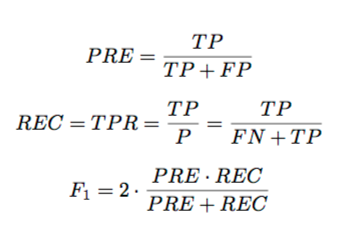 PRE = TP / (TP + FP)
REC = TPR = TP / P = TP / (FN + TP)
F₁ = 2 · (PRE · REC) / (PRE + REC)